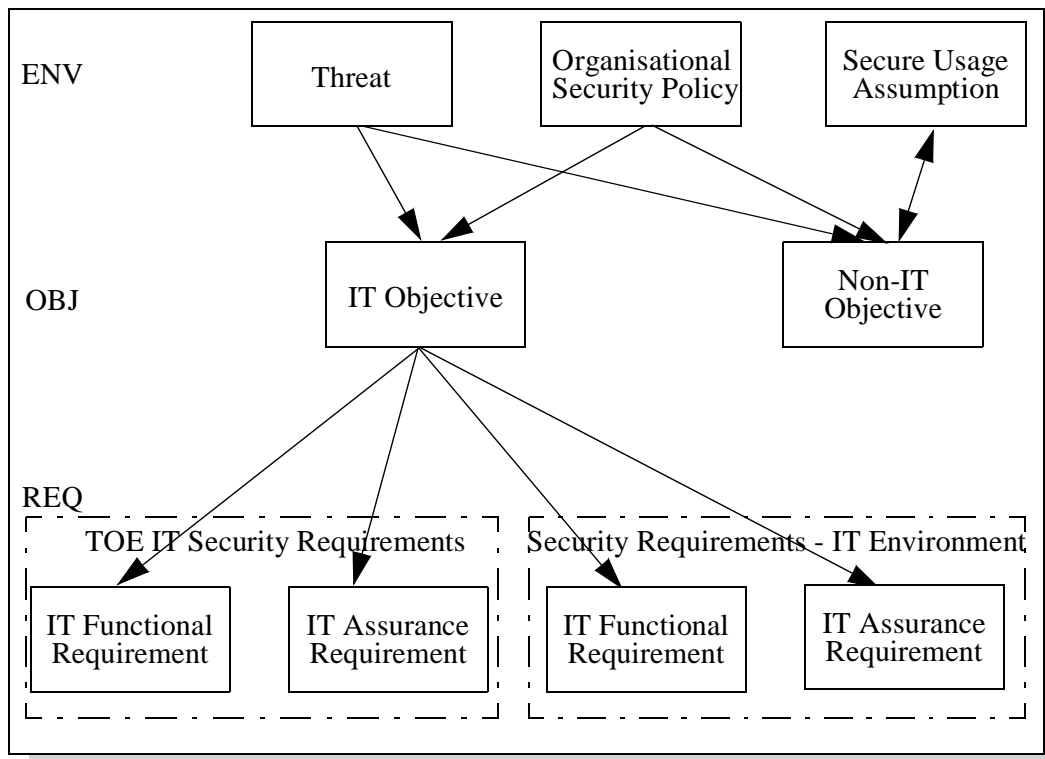 ENV
Threat
Organisational
Security Policy
Secure Usage
Assumption
OBJ
IT Objective
Non-IT
Objective
REQ
TOE IT Security Requirements
Security Requirements - IT Environment
IT Functional
Requirement
IT Assurance
Requirement
IT Functional
Requirement
IT Assurance
Requirement